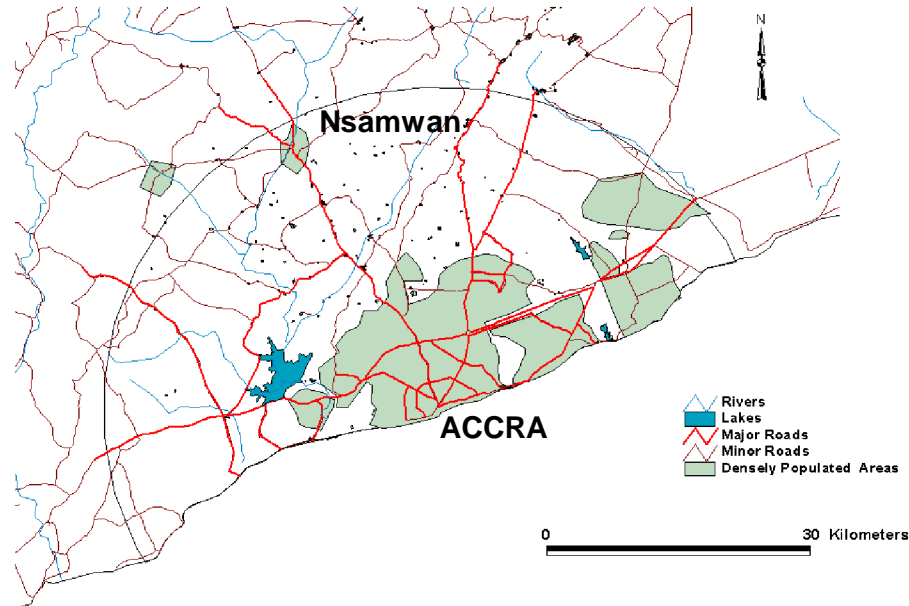 N
Nsamwan
ACCRA
Rivers
Lakes
Major Roads
Minor Roads
Densely Populated Areas
0 30 Kilometers